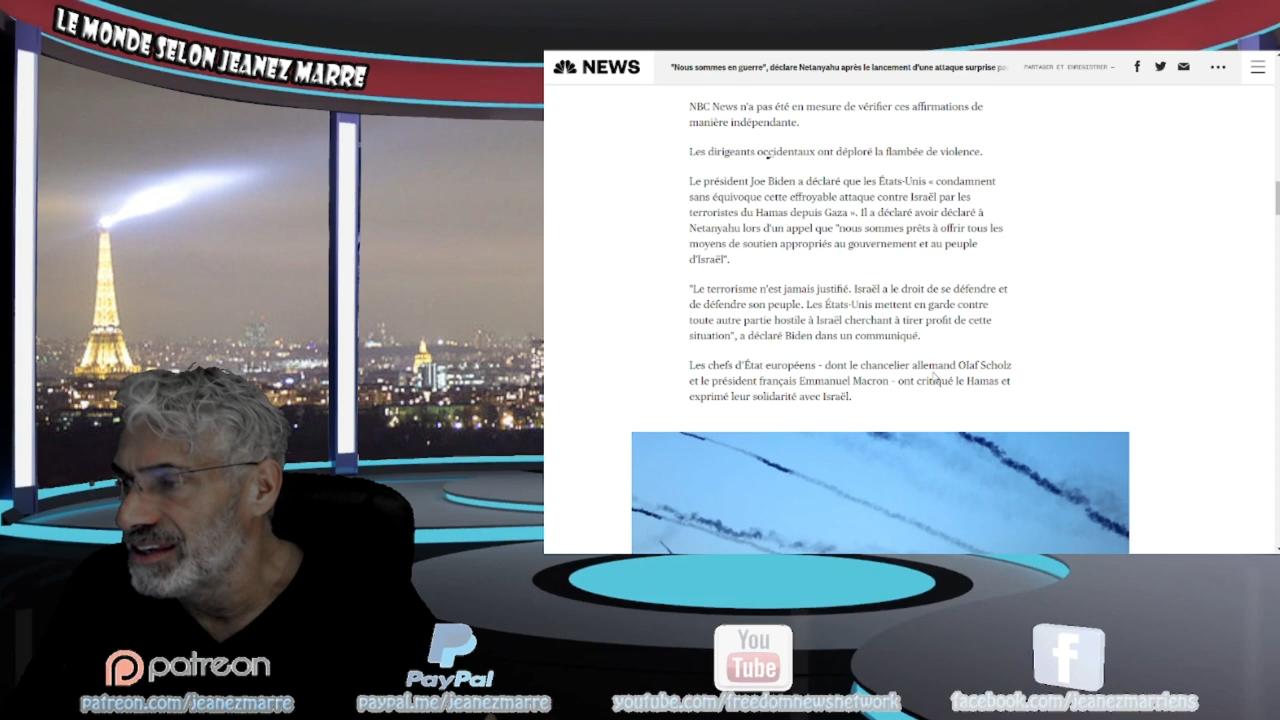 LE MONDE SELON JEANEZ MARRE
NEWS
"Nous sommes en guerre", déclare Netanyahu après le lancement d'une attaque surprise
PARTAGER ET ENREGISTRER —
NBC News n'a pas été en mesure de vérifier ces affirmations de
manière indépendante.
Les dirigeants occidentaux ont déploré la flambée de violence.
Le président Joe Biden a déclaré que les États-Unis « condamnent
sans équivoque cette effroyable attaque contre Israël par les
terroristes du Hamas depuis Gaza ». Il a déclaré avoir déclaré à
Netanyahu lors d'un appel que "nous sommes prêts à offrir tous les
moyens de soutien appropriés au gouvernement et au peuple
d'Israël".
"Le terrorisme n'est jamais justifié. Israël a le droit de se défendre et
de défendre son peuple. Les États-Unis mettent en garde contre
toute autre partie hostile à Israël cherchant à tirer profit de cette
situation", a déclaré Biden dans un communiqué.
Les chefs d'État européens - dont le chancelier allemand Olaf Scholz
et le président français Emmanuel Macron - ont critiqué le Hamas et
exprimé leur solidarité avec Israël.
patreon
patreon.com/jeanezmarre
PayPal
paypal.me/jeanezmarre
You
Tube
youtube.com/freedomnewsnetwork
facebook.com/jeanezmarriens